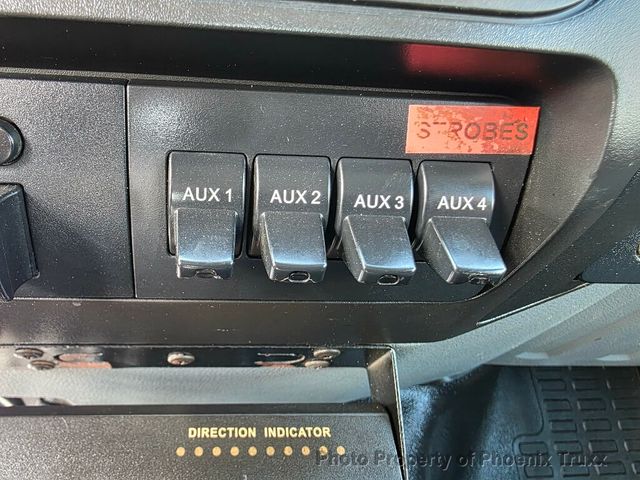 STROBES
AUX 1 AUX 2 AUX 3 AUX 4
DIRECTION INDICATOR
Photo Property of Phoenix Truxx